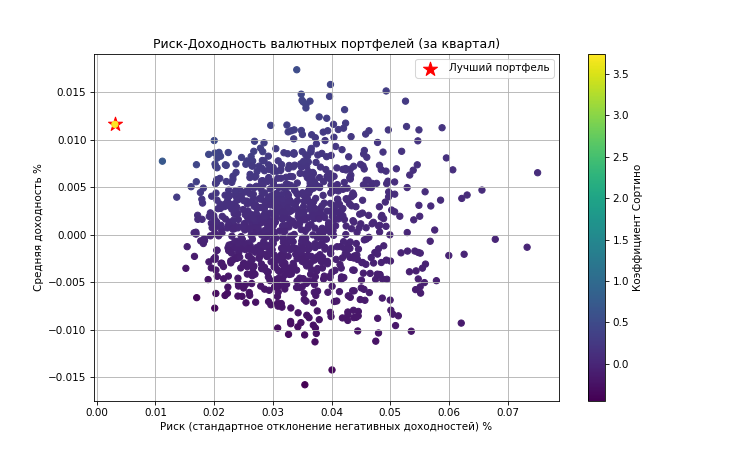 Риск-Доходность валютных портфелей (за квартал)
Лучший портфель
0.015
0.010
0.005
0.000
−0.005
−0.010
−0.015
Средняя доходность %
0.00 0.01 0.02 0.03 0.04 0.05 0.06 0.07
Риск (стандартное отклонение негативных доходностей) %
3.5
3.0
2.5
2.0
1.5
1.0
0.5
0.0
Коэффициент Сортино